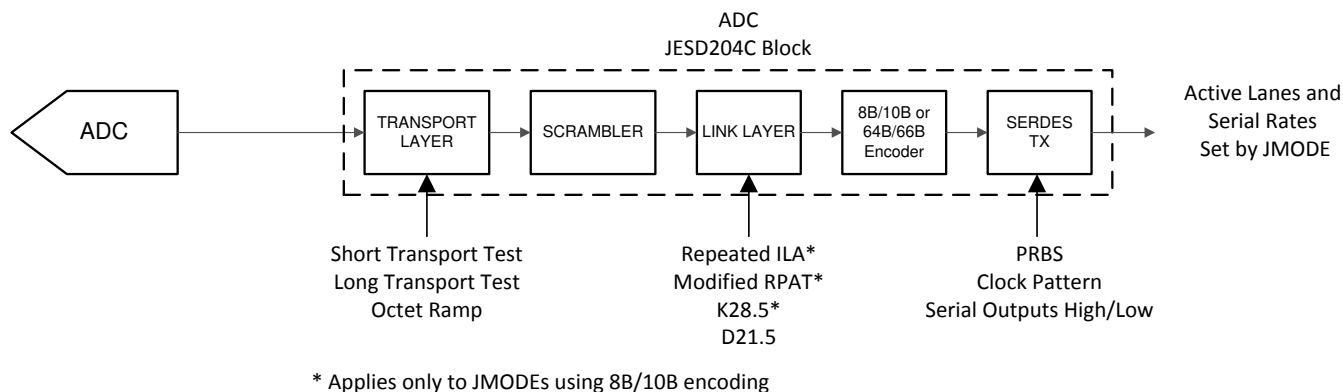 ADC
JESD204C Block
ADC
TRANSPORT
LAYER
SCRAMBLER
LINK LAYER
8B/10B or
64B/66B
Encoder
SERDES
TX
Active Lanes and
Serial Rates
Set by JMODE
Short Transport Test
Long Transport Test
Octet Ramp
Repeated ILA*
Modified RPAT*
K28.5*
D21.5
PRBS
Clock Pattern
Serial Outputs High/Low
* Applies only to JMODEs using 8B/10B encoding